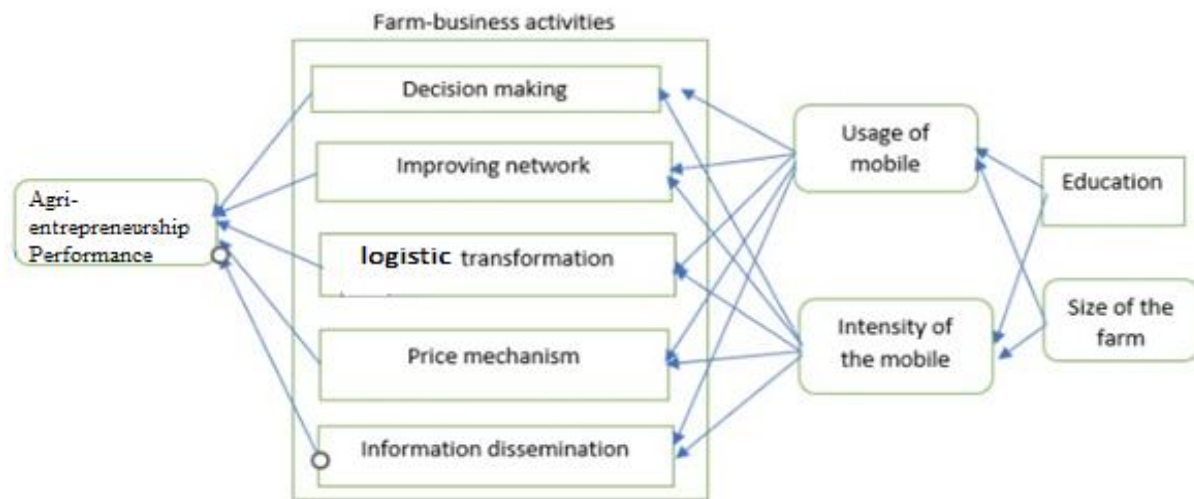 Farm-business activities
Decision making
Improving network
logistic transformation
Price mechanism
Information dissemination
Agri-
entrepreneurship
Performance
Usage of
mobile
Intensity of
the mobile
Education
Size of the
farm